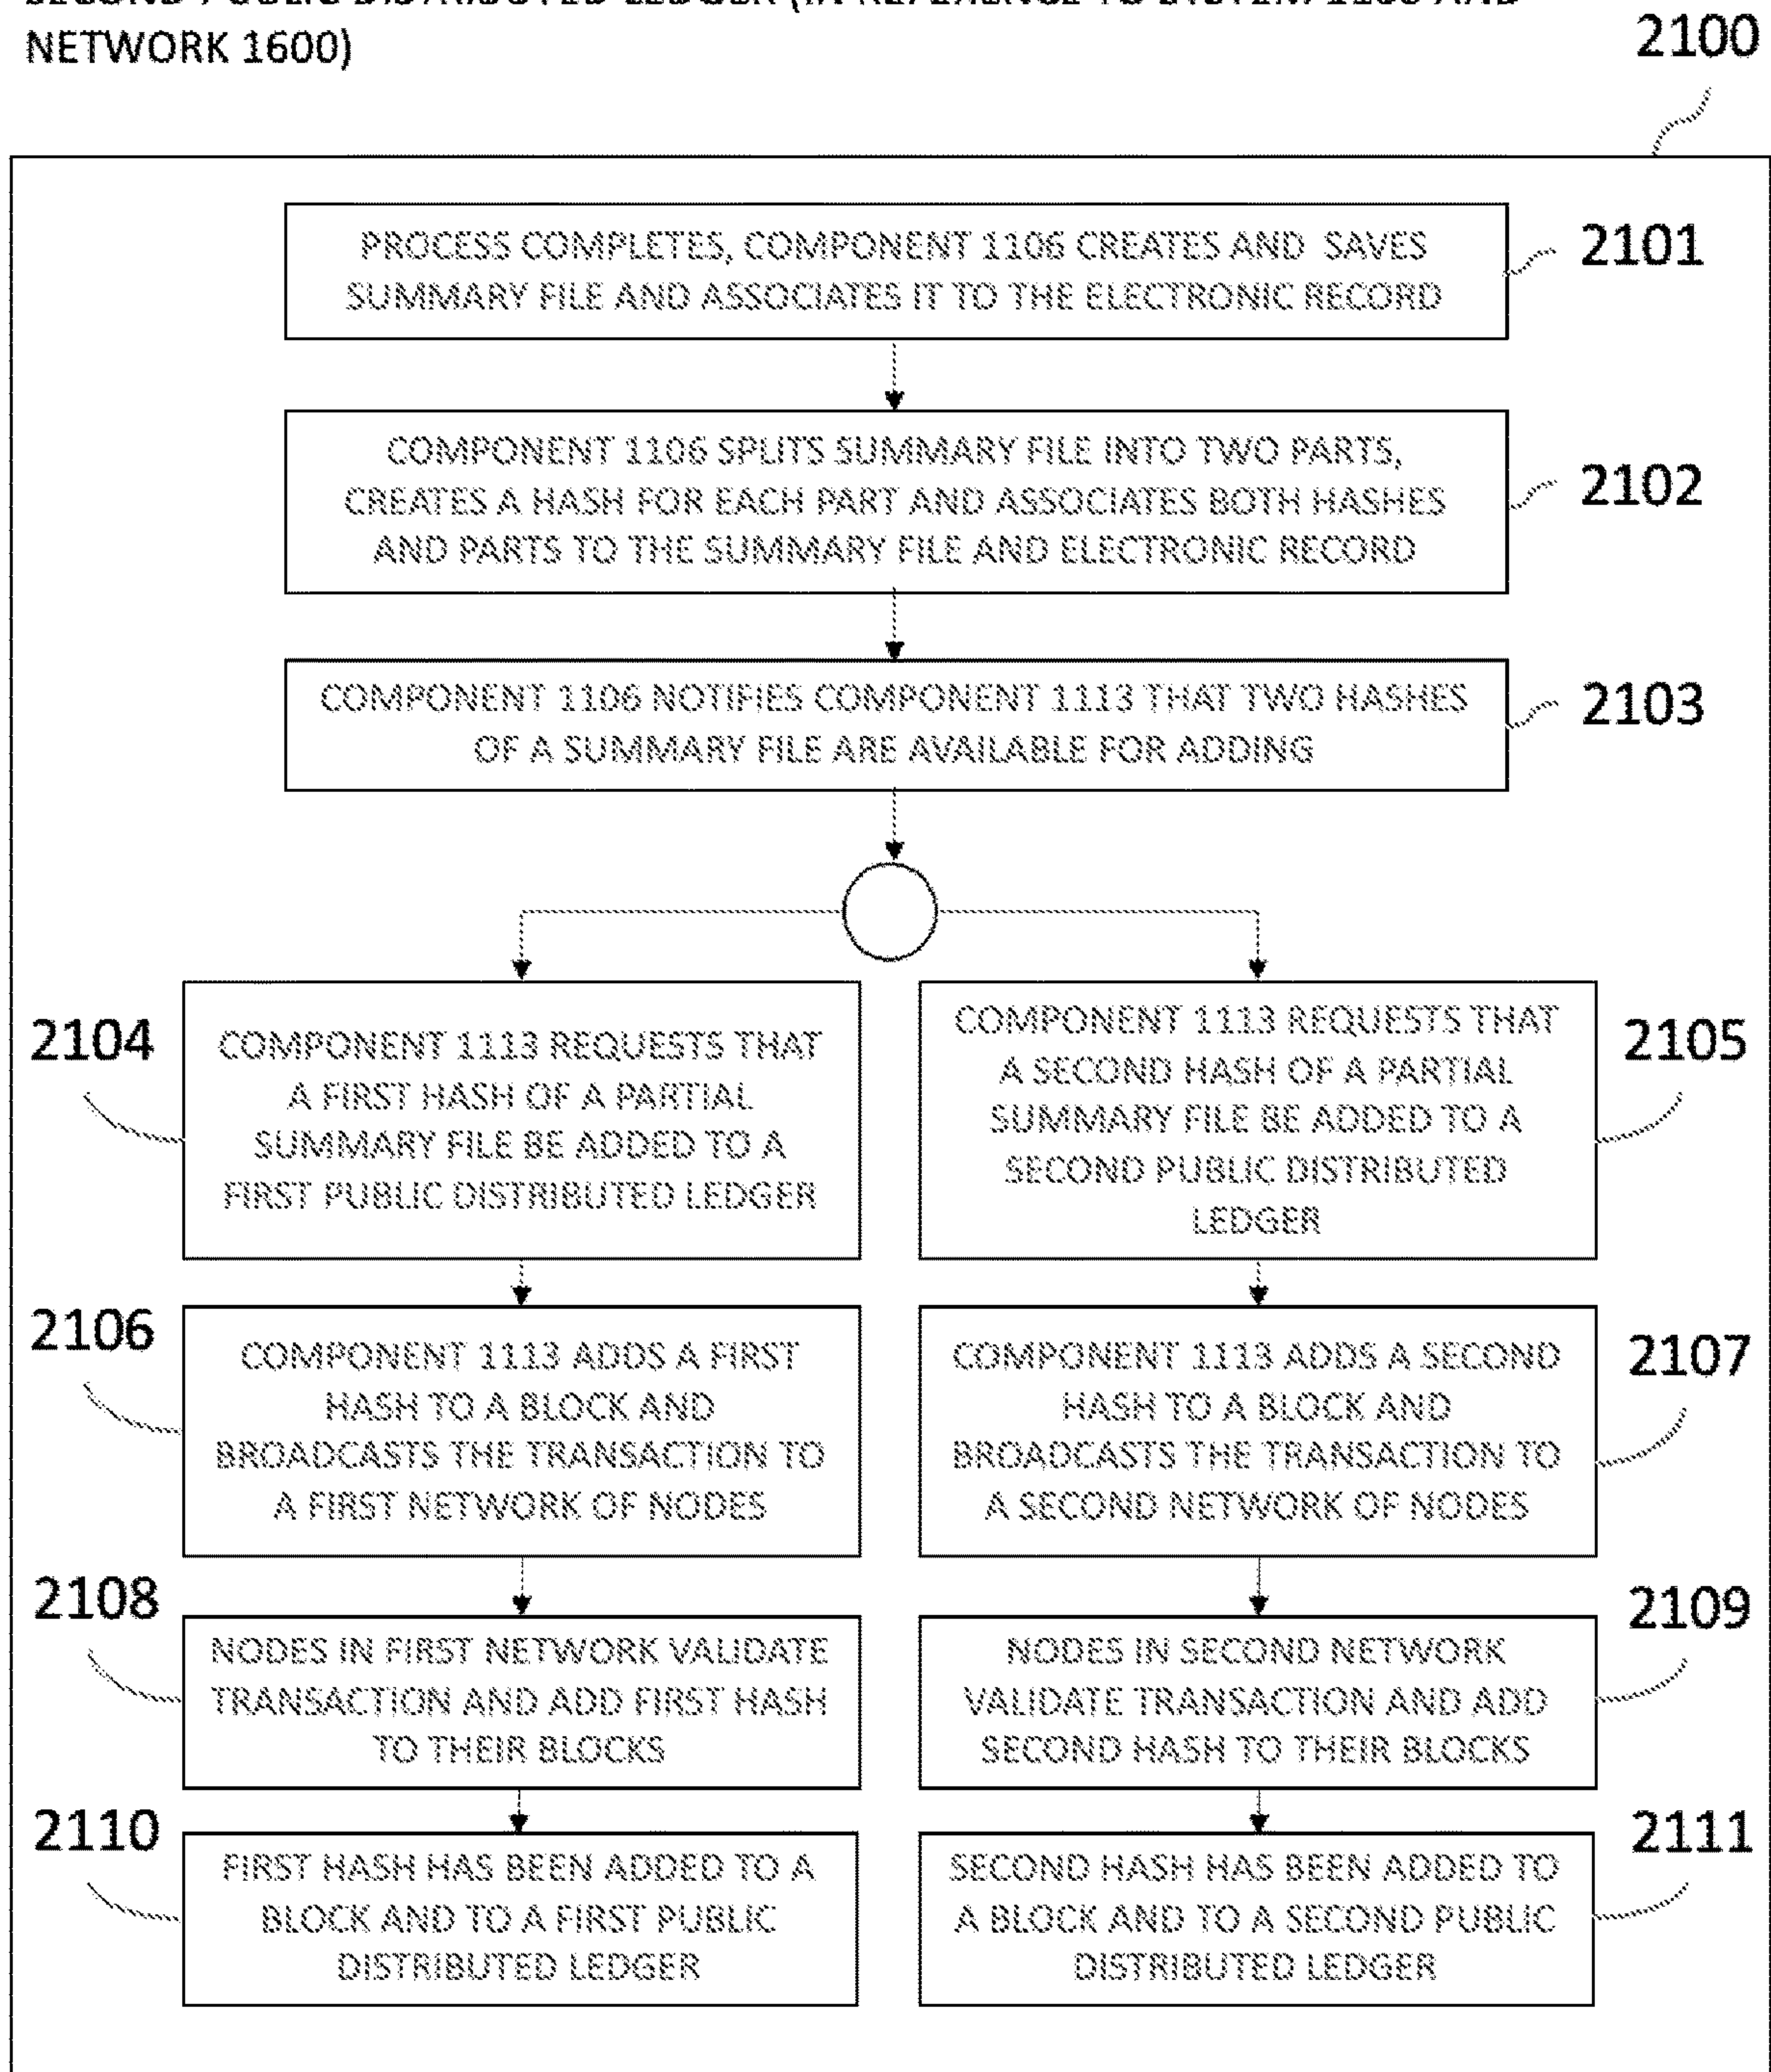 NETWORK 1600)
2100
PROCESS COMPLETES, COMPONENT 1106 CREATES AND SAVES
SUMMARY FILE AND ASSOCIATES IT TO THE ELECTRONIC RECORD
2101
COMPONENT 1106 SPLITS SUMMARY FILE INTO TWO PARTS,
CREATES A HASH FOR EACH PART AND ASSOCIATES BOTH HASHES
AND PARTS TO THE SUMMARY FILE AND ELECTRONIC RECORD
2102
COMPONENT 1106 NOTIFIES COMPONENT 1113 THAT TWO HASHES
OF A SUMMARY FILE ARE AVAILABLE FOR ADDING
2103
2104
COMPONENT 1113 REQUESTS THAT
A FIRST HASH OF A PARTIAL
SUMMARY FILE BE ADDED TO A
FIRST PUBLIC DISTRIBUTED LEDGER
COMPONENT 1113 REQUESTS THAT
A SECOND HASH OF A PARTIAL
SUMMARY FILE BE ADDED TO A
SECOND PUBLIC DISTRIBUTED
LEDGER
2105
2106
COMPONENT 1113 ADDS A FIRST
HASH TO A BLOCK AND
BROADCASTS THE TRANSACTION TO
A FIRST NETWORK OF NODES
COMPONENT 1113 ADDS A SECOND
HASH TO A BLOCK AND
BROADCASTS THE TRANSACTION TO
A SECOND NETWORK OF NODES
2107
2108
NODES IN FIRST NETWORK VALIDATE
TRANSACTION AND ADD FIRST HASH
TO THEIR BLOCKS
NODES IN SECOND NETWORK
VALIDATE TRANSACTION AND ADD
SECOND HASH TO THEIR BLOCKS
2109
2110
FIRST HASH HAS BEEN ADDED TO A
BLOCK AND TO A FIRST PUBLIC
DISTRIBUTED LEDGER
SECOND HASH HAS BEEN ADDED TO
A BLOCK AND TO A SECOND PUBLIC
DISTRIBUTED LEDGER
2111